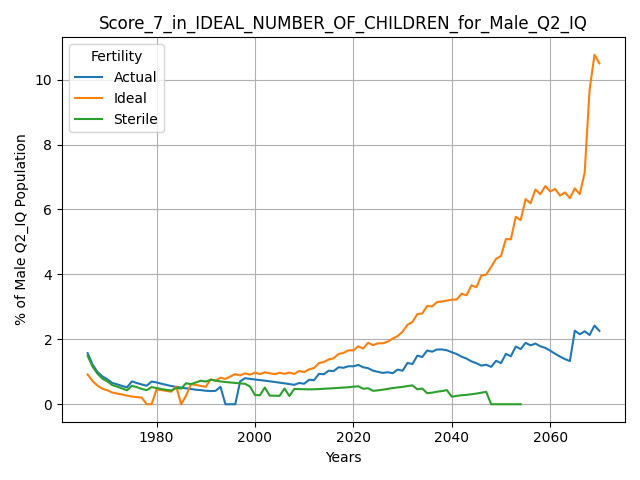 Score_7_in_IDEAL_NUMBER_OF_CHILDREN_for_Male_Q2_IQ
Fertility
Actual
Ideal
Sterile
% of Male Q2_IQ Population
10
8
6
4
2
0
1980
2000
2020
2040
2060
Years